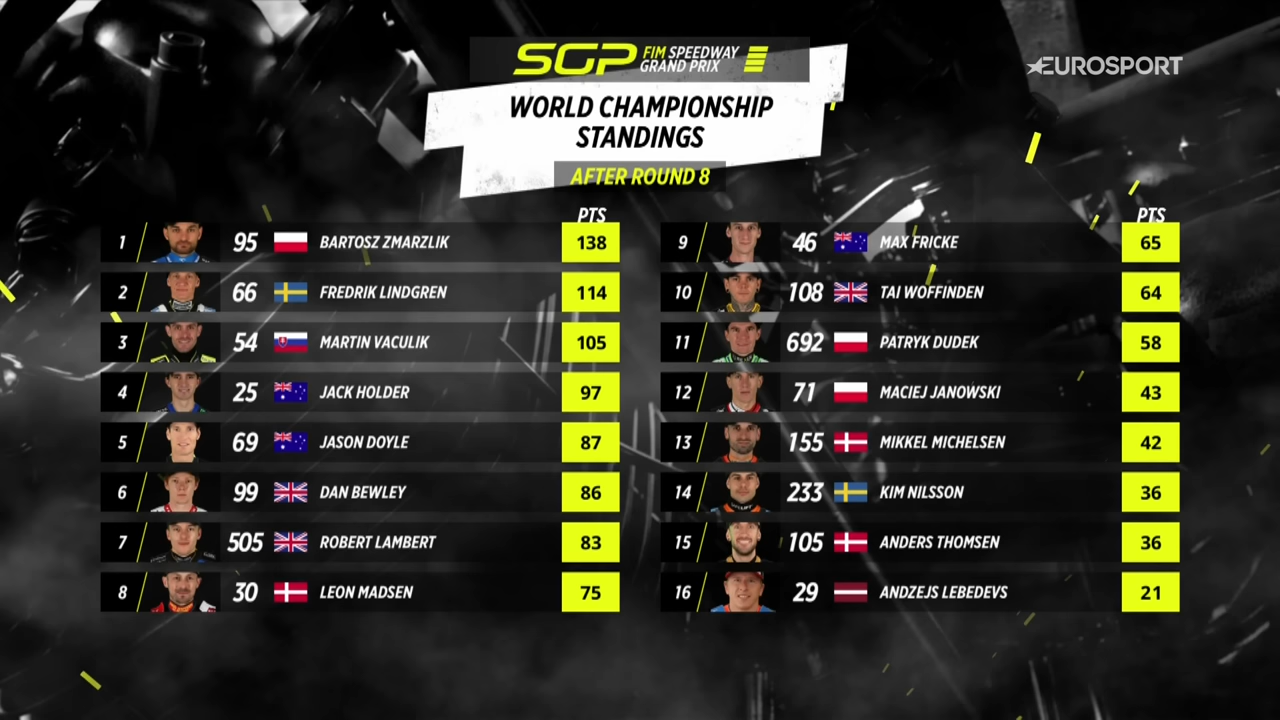 SGP FIM SPEEDWAY
GRAND PRIX
EUROSPORT
WORLD CHAMPIONSHIP
STANDINGS
AFTER ROUND 8
PTS
1 95 BARTOSZ ZMARZLIK 138
2 66 FREDRIK LINDGREN 114
3 54 MARTIN VACULIK 105
4 25 JACK HOLDER 97
5 69 JASON DOYLE 87
6 99 DAN BEWLEY 86
7 505 ROBERT LAMBERT 83
8 30 LEON MADSEN 75
PTS
9 46 MAX FRICKE 65
10 108 TAI WOFFINDEN 64
11 692 PATRYK DUDEK 58
12 71 MACIEJ JANOWSKI 43
13 155 MIKKEL MICHELSEN 42
14 233 KIM NILSSON 36
15 105 ANDERS THOMSEN 36
16 29 ANDZEJS LEBEDEVS 21